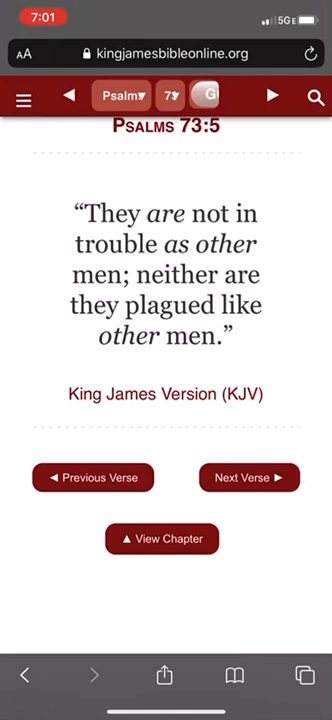 7:01
5G E
AA kingjamesbibleonline.org
Psalm 73 G
PSALMS 73:5
“They are not in
trouble as other
men; neither are
they plagued like
other men.”
King James Version (KJV)
◄ Previous Verse Next Verse ►
▲ View Chapter